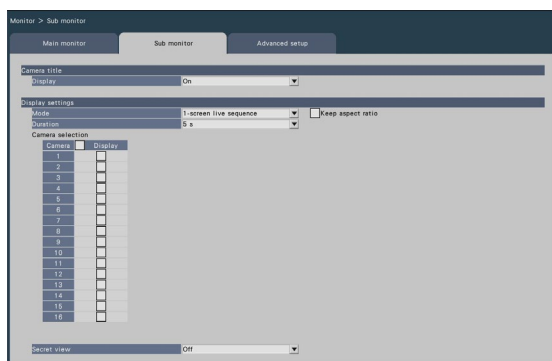 Monitor > Sub monitor
Main monitor Sub monitor Advanced setup
Camera title
Display On
Display settings
Mode 1-screen live sequence Keep aspect ratio
Duration 5 s
Camera selection
Camera Display
1
2
3
4
5
6
7
8
9
10
11
12
13
14
15
16
Secret view Off